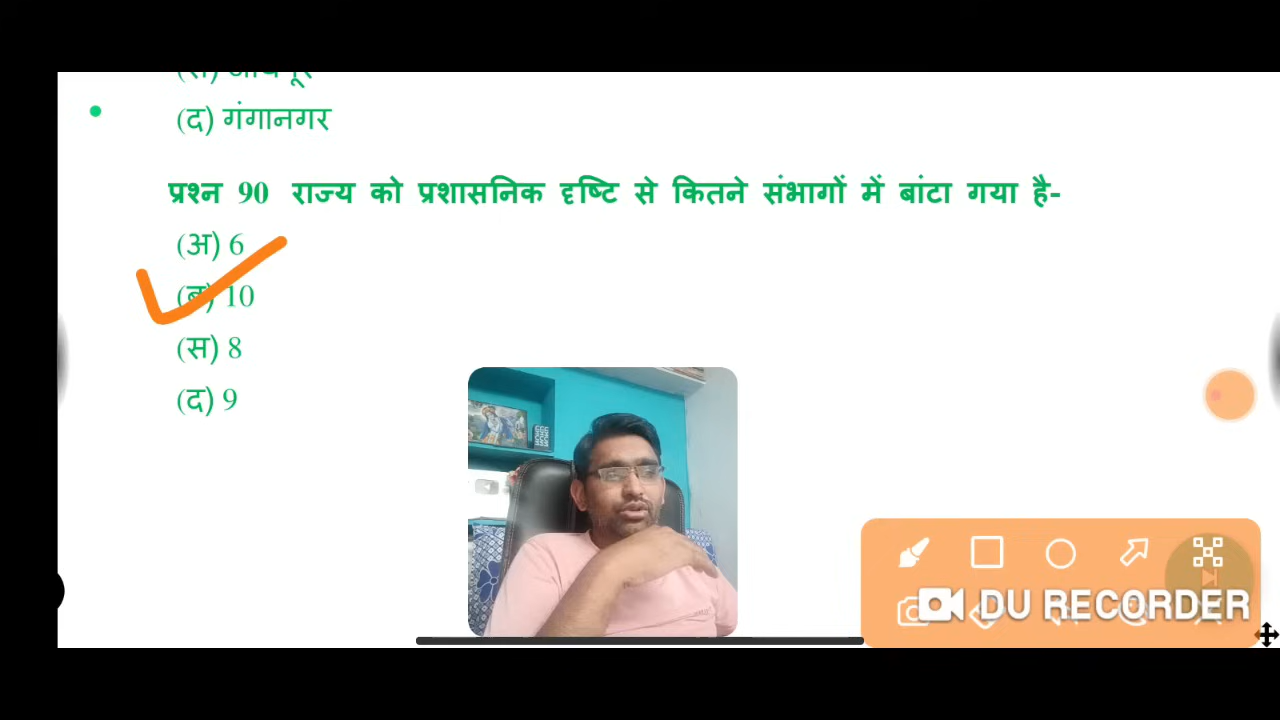 (द) गंगानगर
प्रश्न 90 राज्य को प्रशासनिक दृष्टि से कितने संभागों में बांटा गया है-
(अ) 6
(ब) 10
(स) 8
(द) 9
DU RECORDER